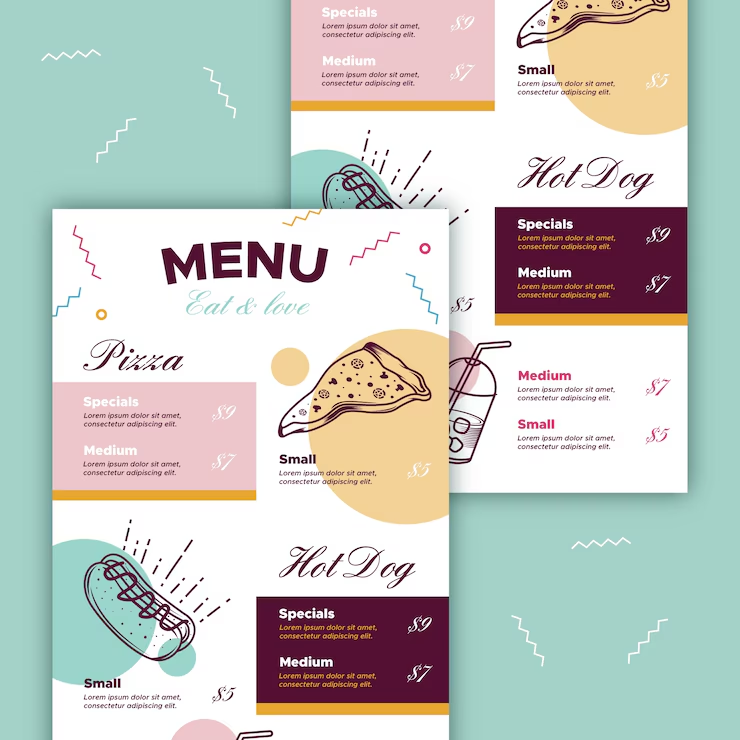 Specials
Lorem ipsum dolor sit amet,
consectetur adipiscing elit.
$9
Medium
Lorem ipsum dolor sit amet,
consectetur adipiscing elit.
$7
Small
Lorem ipsum dolor sit amet,
consectetur adipiscing elit.
$5
Hot Dog
Specials
Lorem ipsum dolor sit amet,
consectetur adipiscing elit.
$9
Medium
Lorem ipsum dolor sit amet,
consectetur adipiscing elit.
$7
$5
Medium
Lorem ipsum dolor sit amet,
consectetur adipiscing elit.
$7
Small
Lorem ipsum dolor sit amet,
consectetur adipiscing elit.
$5
MENU
Eat & love
Pizza
Specials
Lorem ipsum dolor sit amet,
consectetur adipiscing elit.
$9
Medium
Lorem ipsum dolor sit amet,
consectetur adipiscing elit.
$7
Small
Lorem ipsum dolor sit amet,
consectetur adipiscing elit.
$5
Hot Dog
Specials
Lorem ipsum dolor sit amet,
consectetur adipiscing elit.
$9
Medium
Lorem ipsum dolor sit amet,
consectetur adipiscing elit.
$7
Small
Lorem ipsum dolor sit amet,
consectetur adipiscing elit.
$5